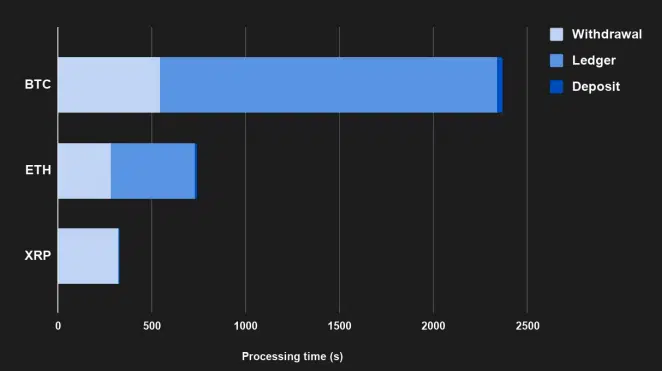 Withdrawal
Ledger
Deposit
BTC
ETH
XRP
0 500 1000 1500 2000 2500
Processing time (s)